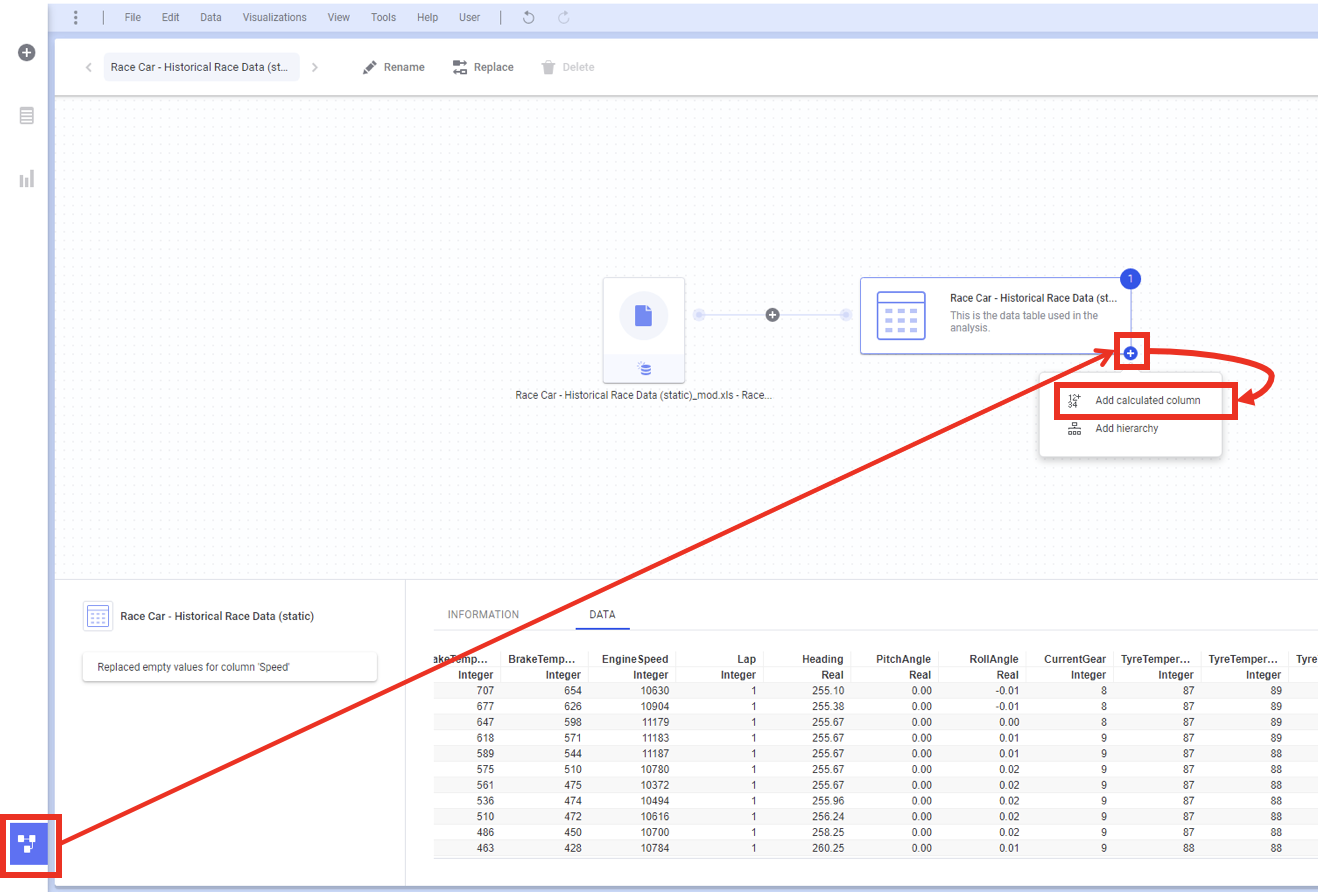 File Edit Data Visualizations View Tools Help User
Race Car - Historical Race Data (st... Rename Replace Delete
1
Race Car - Historical Race Data (st...
This is the data table used in the
analysis.
Race Car - Historical Race Data (static)_mod.xls - Race...
12+
34
Add calculated column
Add hierarchy
Race Car - Historical Race Data (static)
Replaced empty values for column 'Speed'
INFORMATION DATA
akeTemp... BrakeTemp... EngineSpeed Lap Heading PitchAngle RollAngle CurrentGear TyreTemper... TyreTemper... Tyre
Integer Integer Integer Integer Real Real Real Integer Integer Integer
707 654 10630 1 255.10 0.00 -0.01 8 87 89
677 626 10904 1 255.38 0.00 -0.01 8 87 89
647 598 11179 1 255.67 0.00 0.00 8 87 89
618 571 11183 1 255.67 0.00 0.01 9 87 89
589 544 11187 1 255.67 0.00 0.01 9 87 88
575 510 10780 1 255.67 0.00 0.02 9 87 88
561 475 10372 1 255.67 0.00 0.02 9 87 88
536 474 10494 1 255.96 0.00 0.02 9 87 88
510 472 10616 1 256.24 0.00 0.02 9 87 88
486 450 10700 1 258.25 0.00 0.02 9 87 88
463 428 10784 1 260.25 0.00 0.01 9 88 88